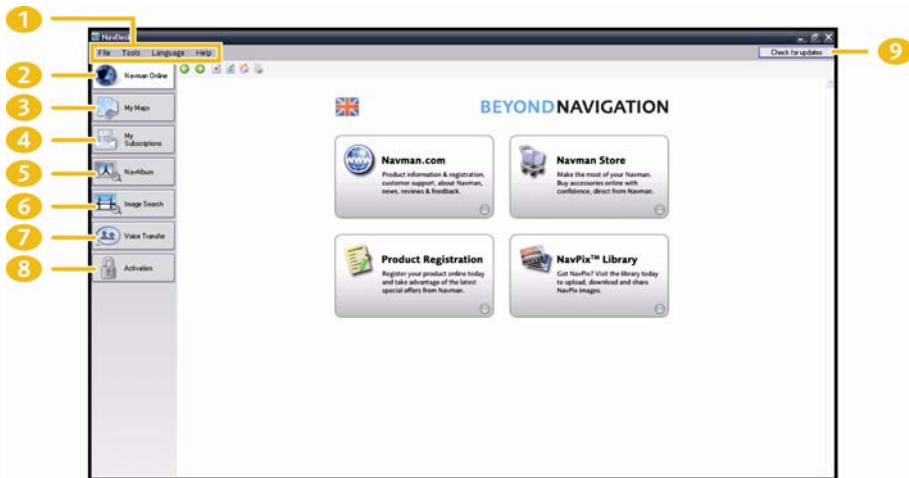 1
NavDesk
File Tools Language Help
Check for updates
9
2
Navman Online
3
My Maps
4
My
Subscriptions
5
NavAlbum
6
Image Search
7
Voice Transfer
8
Activation
BEYONDNAVIGATION
Navman.com
Product information & registration,
customer support, about Navman,
news, reviews & feedback.
Navman Store
Make the most of your Navman.
Buy accessories online with
confidence, direct from Navman.
Product Registration
Register your product online today
and take advantage of the latest
special offers from Navman.
NavPix™ Library
Got NavPix? Visit the library today
to upload, download and share
NavPix images.